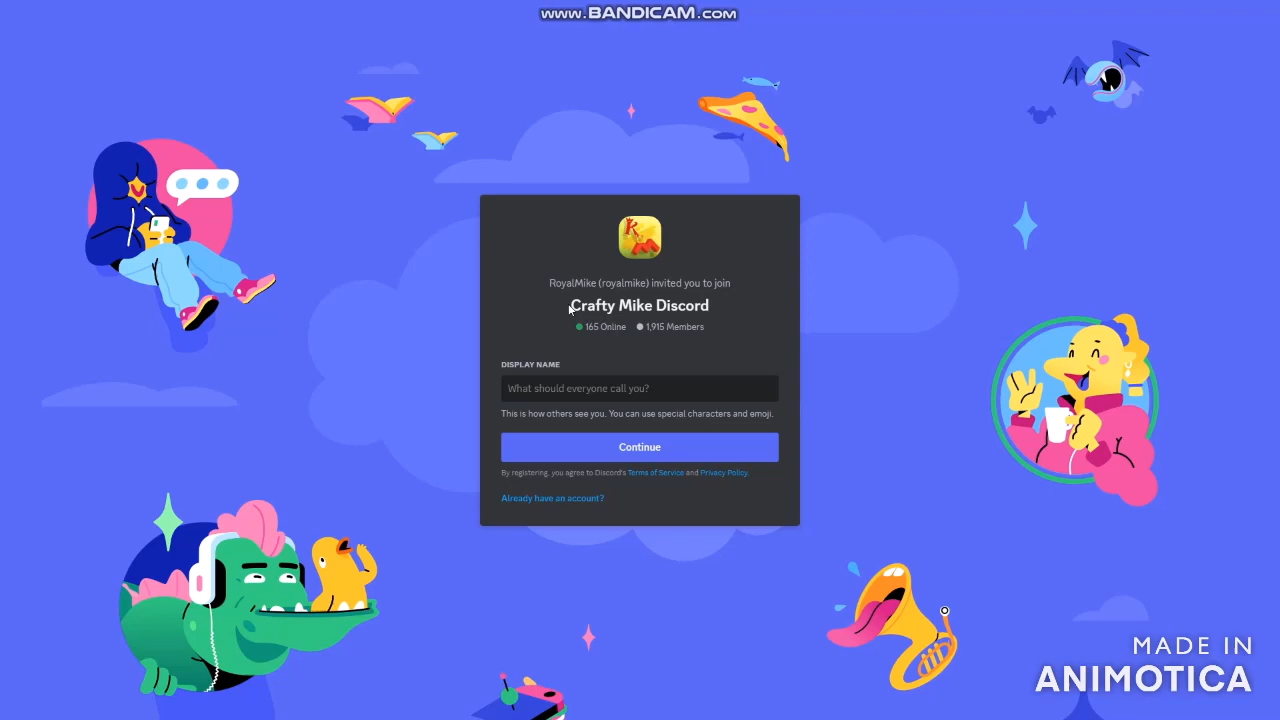 www.BANDICAM.com
RM
RoyalMike (royalmike) invited you to join
Crafty Mike Discord
165 Online 1,915 Members
DISPLAY NAME
What should everyone call you?
This is how others see you. You can use special characters and emoji.
Continue
By registering, you agree to Discord's Terms of Service and Privacy Policy.
Already have an account?
MADE IN
ANIMOTICA